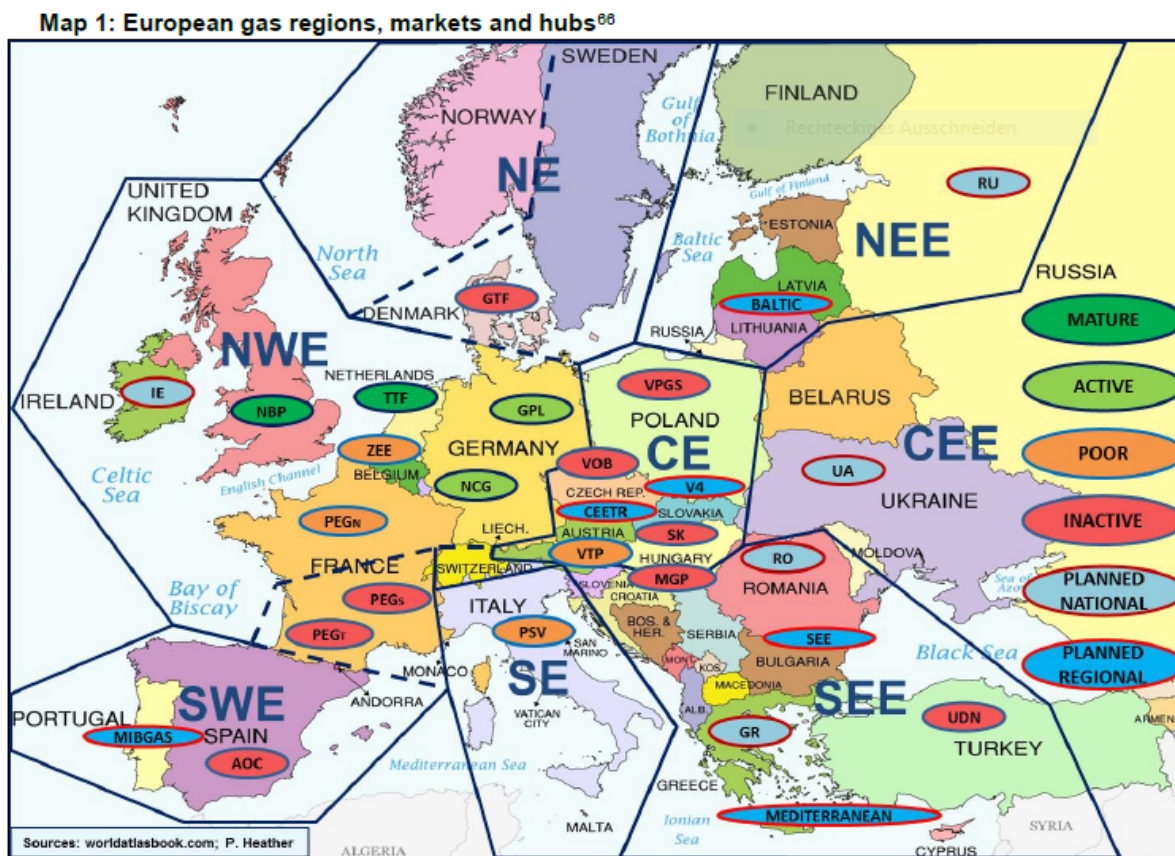 Map 1: European gas regions, markets and hubs66
SWEDEN
FINLAND
NORWAY
Gulf
of
Bothnia
Rechteckiges Ausschneiden
NE
UNITED
KINGDOM
Gulf of Finland
RU
ESTONIA
North
Sea
Baltic
Sea
NEE
RUSSIA
LATVIA
DENMARK
GTF
BALTIC
LITHUANIA
MATURE
RUSSIA
NWE
NETHERLANDS
VPGS
IRELAND
IE
NBP
TTF
GPL
POLAND
BELARUS
ACTIVE
GERMANY
CE
CEE
ZEE
VOB
POOR
Celtic
Sea
English Channel
BELGIUM
NCG
CZECH REP.
V4
UA
UKRAINE
PEGN
CEETR
SLOVAKIA
LIECH.
AUSTRIA
SK
INACTIVE
FRANCE
SWITZERLAND
VTP
HUNGARY
RO
MOLDOVA
Bay of
Biscay
PEGS
ITALY
SLOVENIA
MGP
ROMANIA
Sea of
Azo
PLANNED
NATIONAL
CROATIA
PEGT
PSV
BOS. &
HER.
SERBIA
SEE
Black Sea
PLANNED
REGIONAL
SAN
MARINO
MONACO
MONT.
KOS.
BULGARIA
SE
SWE
ANDORRA
MACEDONIA
SEE
PORTUGAL
VATICAN
CITY
ALB.
ARMEN
MIBGAS
SPAIN
GR
UDN
AOC
Mediterranean Sea
TURKEY
GREECE
MALTA
Ionian
Sea
MEDITERRANEAN
SYRIA
Sources: worldatlasbook.com; P. Heather
ALGERIA
CYPRUS